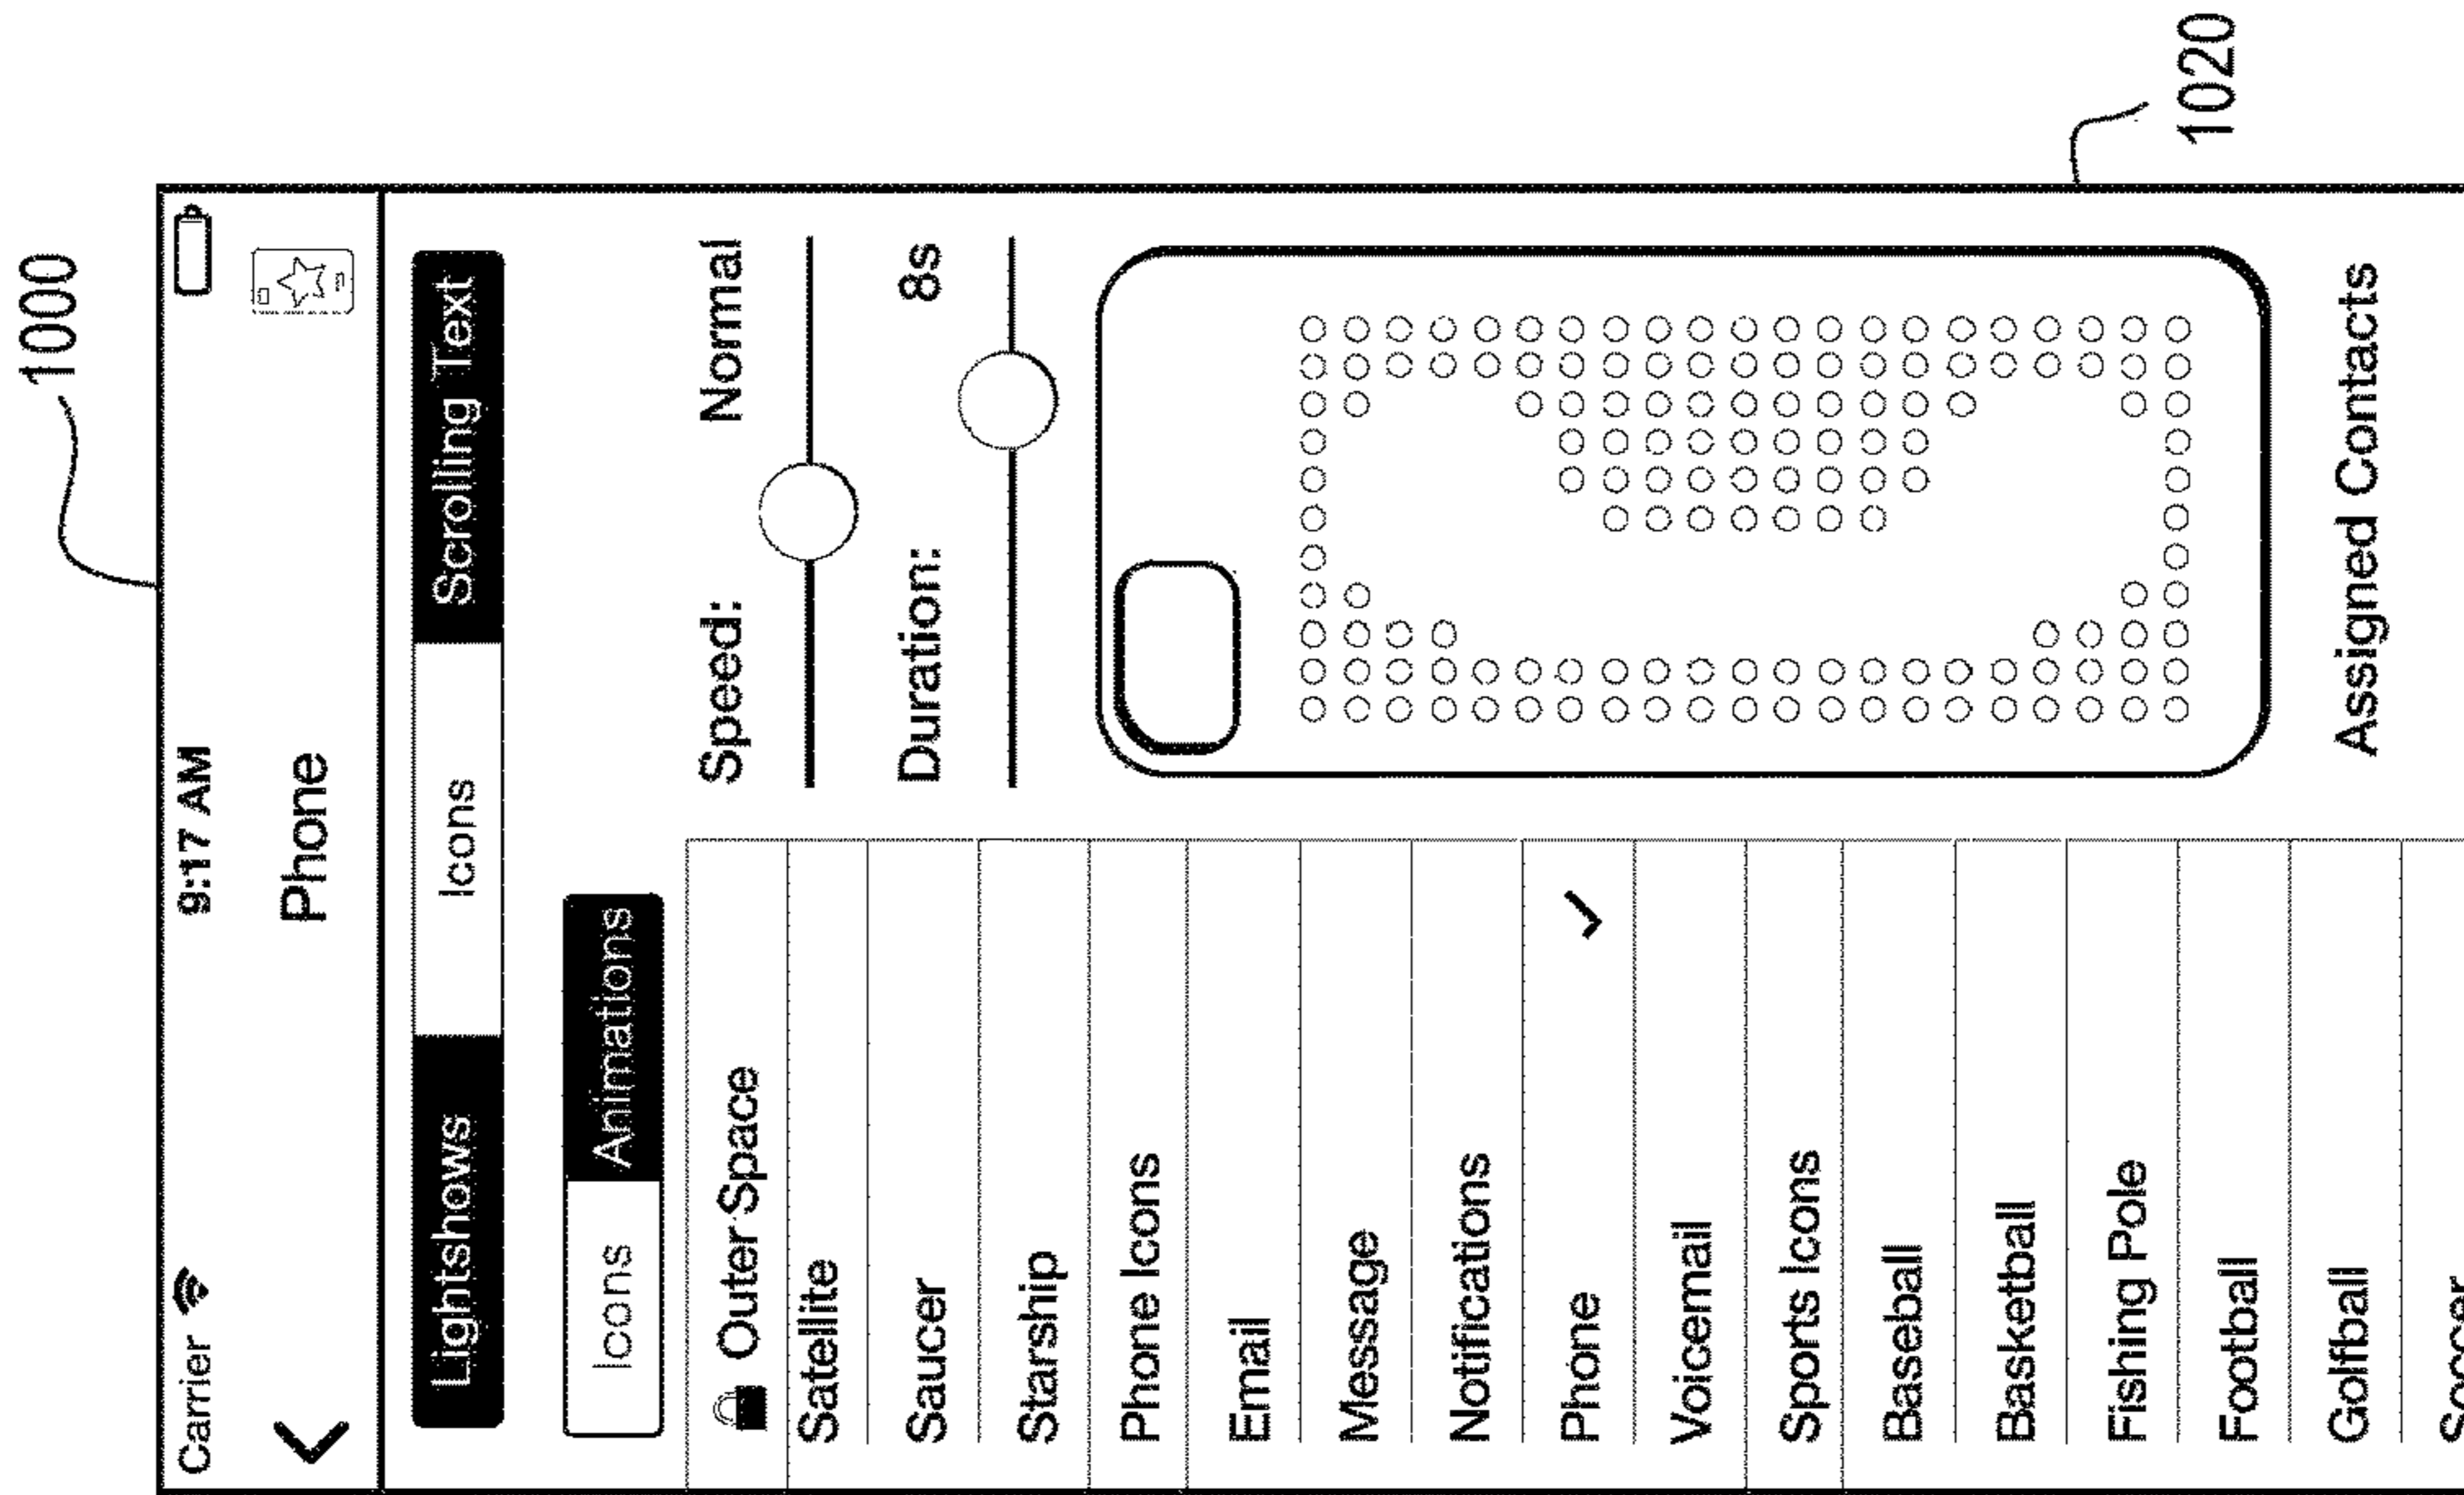 1000
Carrier 9:17 AM
Phone
Lightshows Icons Scrolling Text
Icons Animations
Outer Space
Satellite
Saucer
Starship
Phone Icons
Email
Message
Notifications
Phone
Voicemail
Sports Icons
Baseball
Basketball
Fishing Pole
Football
Golfball
Soccer
Speed: Normal
Duration: 8s
Assigned Contacts
1020